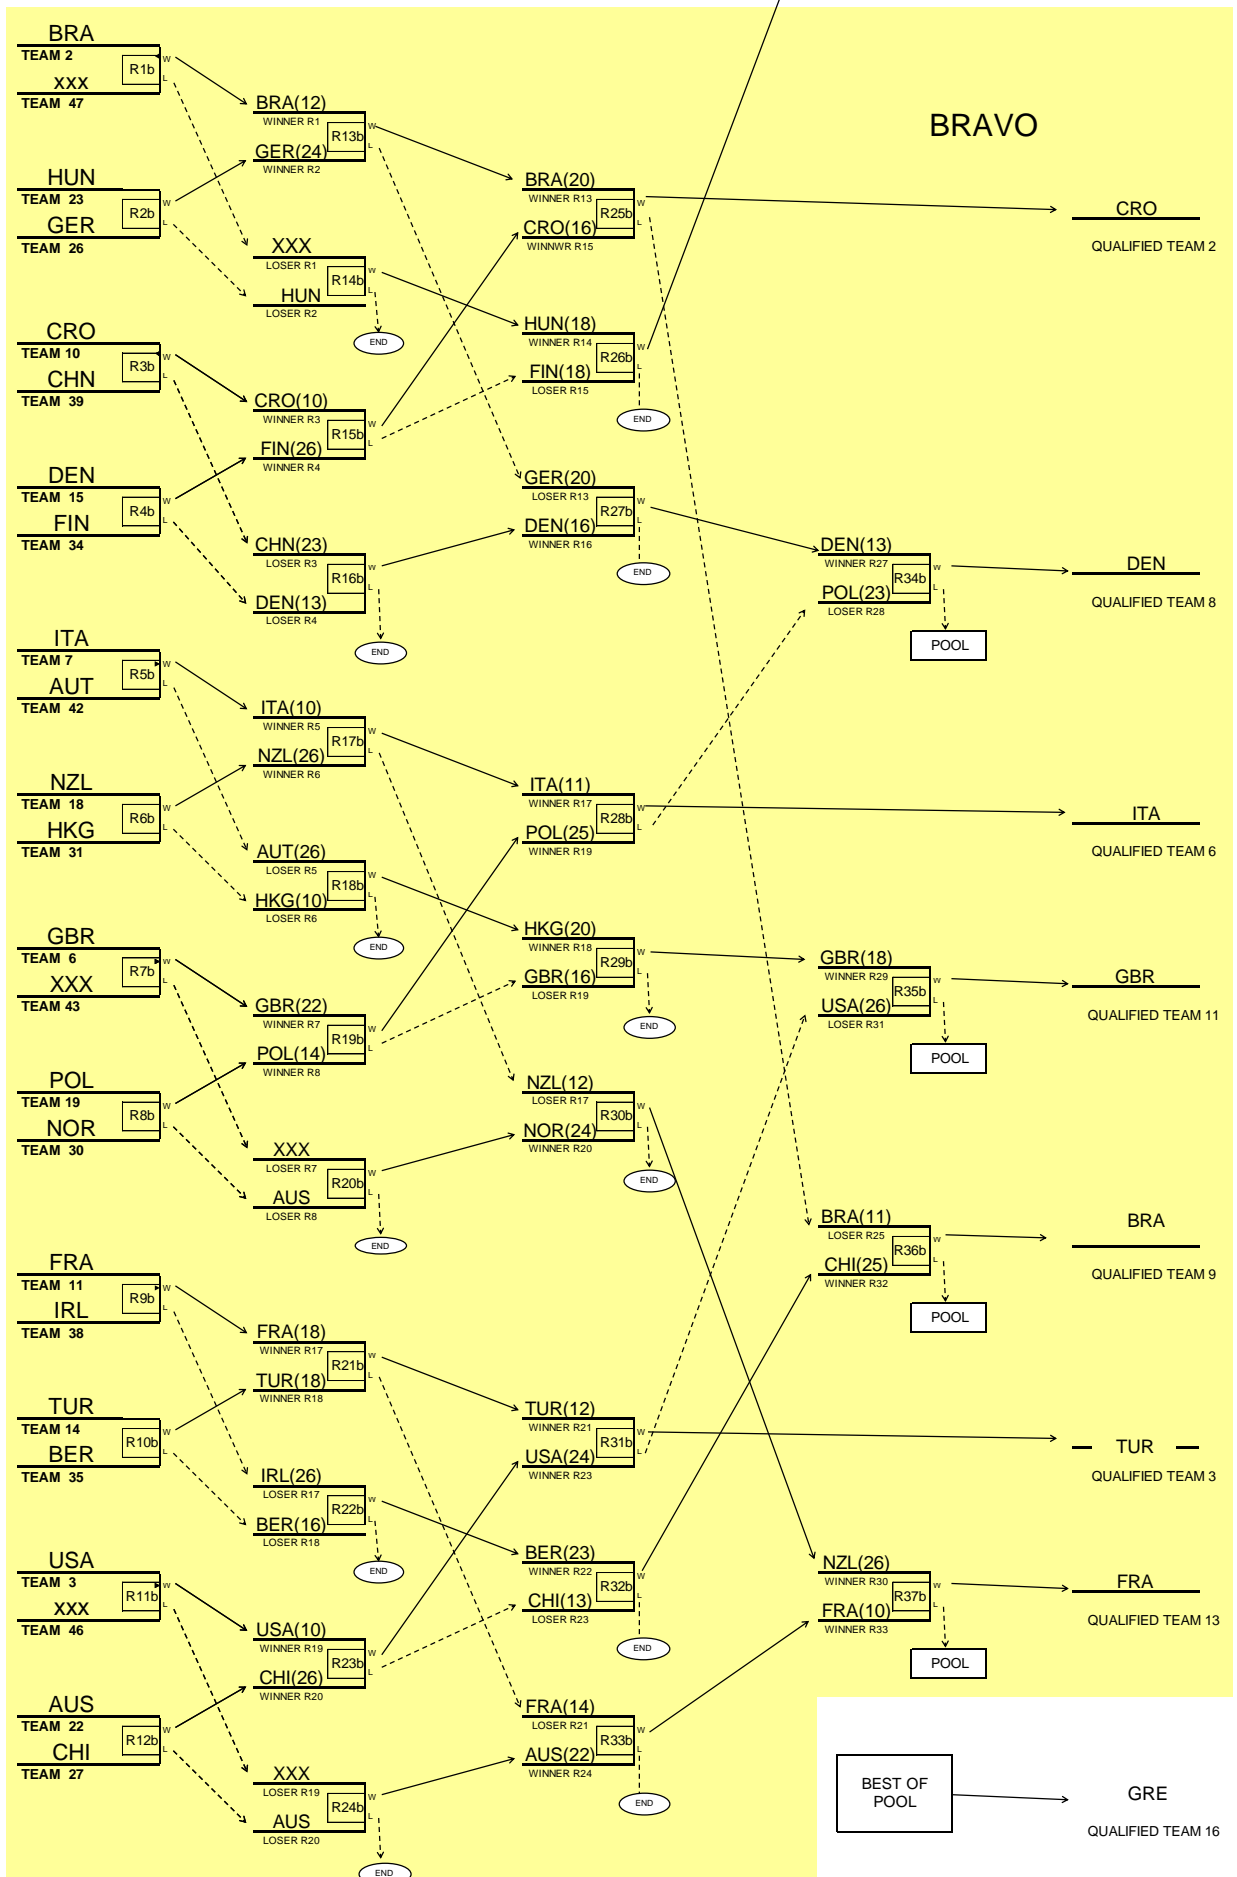 BRAVO
BRA
TEAM 2
R1b
W
L
XXX
TEAM 47
HUN
TEAM 23
R2b
W
L
GER
TEAM 26
CRO
TEAM 10
R3b
W
L
CHN
TEAM 39
DEN
TEAM 15
R4b
W
L
FIN
TEAM 34
ITA
TEAM 7
R5b
W
L
AUT
TEAM 42
NZL
TEAM 18
R6b
W
L
HKG
TEAM 31
GBR
TEAM 6
R7b
W
L
XXX
TEAM 43
POL
TEAM 19
R8b
W
L
NOR
TEAM 30
FRA
TEAM 11
R9b
W
L
IRL
TEAM 38
TUR
TEAM 14
R10b
W
L
BER
TEAM 35
USA
TEAM 3
R11b
W
L
XXX
TEAM 46
AUS
TEAM 22
R12b
W
L
CHI
TEAM 27
BRA(12)
WINNER R1
R13b
W
L
GER(24)
WINNER R2
XXX
LOSER R1
R14b
W
L
HUN
LOSER R2
END
CRO(10)
WINNER R3
R15b
W
L
FIN(26)
WINNER R4
CHN(23)
LOSER R3
R16b
W
L
DEN(13)
LOSER R4
END
ITA(10)
WINNER R5
R17b
W
L
NZL(26)
WINNER R6
AUT(26)
LOSER R5
R18b
W
L
HKG(10)
LOSER R6
END
GBR(22)
WINNER R7
R19b
W
L
POL(14)
WINNER R8
XXX
LOSER R7
R20b
W
L
AUS
LOSER R8
END
FRA(18)
WINNER R17
R21b
W
L
TUR(18)
WINNER R18
IRL(26)
LOSER R17
R22b
W
L
BER(16)
LOSER R18
END
USA(10)
WINNER R19
R23b
W
L
CHI(26)
WINNER R20
XXX
LOSER R19
R24b
W
L
AUS
LOSER R20
END
BRA(20)
WINNER R13
R25b
W
L
CRO(16)
WINNWR R15
HUN(18)
WINNER R14
R26b
W
L
FIN(18)
LOSER R15
END
GER(20)
LOSER R13
R27b
W
L
DEN(16)
WINNER R16
END
ITA(11)
WINNER R17
R28b
W
L
POL(25)
WINNER R19
HKG(20)
WINNER R18
R29b
W
L
GBR(16)
LOSER R19
END
NZL(12)
LOSER R17
R30b
W
L
NOR(24)
WINNER R20
END
TUR(12)
WINNER R21
R31b
W
L
USA(24)
WINNER R23
BER(23)
WINNER R22
R32b
W
L
CHI(13)
LOSER R23
END
FRA(14)
LOSER R21
R33b
W
L
AUS(22)
WINNER R24
END
DEN(13)
WINNER R27
R34b
W
L
POL(23)
LOSER R28
POOL
GBR(18)
WINNER R29
R35b
W
L
USA(26)
LOSER R31
POOL
BRA(11)
LOSER R25
R36b
W
L
CHI(25)
WINNER R32
POOL
NZL(26)
WINNER R30
R37b
W
L
FRA(10)
WINNER R33
POOL
CRO
QUALIFIED TEAM 2
DEN
QUALIFIED TEAM 8
ITA
QUALIFIED TEAM 6
GBR
QUALIFIED TEAM 11
BRA
QUALIFIED TEAM 9
TUR
QUALIFIED TEAM 3
FRA
QUALIFIED TEAM 13
BEST OF
POOL
GRE
QUALIFIED TEAM 16